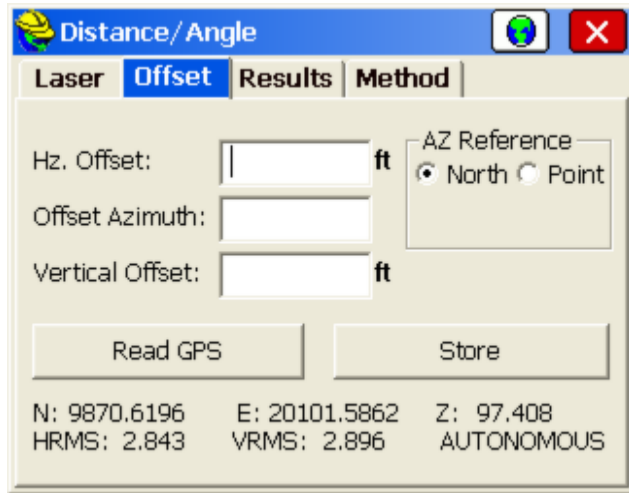 Distance/Angle
Laser Offset Results Method
Hz. Offset: ft
AZ Reference
North Point
Offset Azimuth:
Vertical Offset: ft
Read GPS Store
N: 9870.6196 E: 20101.5862 Z: 97.408
HRMS: 2.843 VRMS: 2.896 AUTONOMOUS